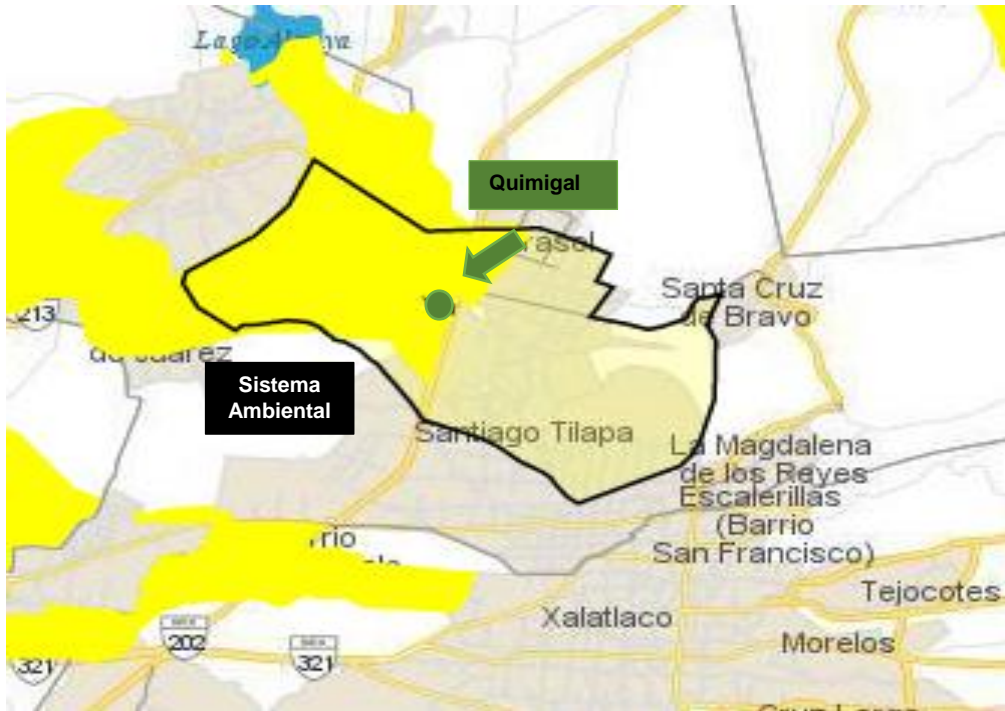 Quimigal
Santa Cruz
de Bravo
213
Sistema
Ambiental
Santiago Tilapa
La Magdalena
de los Reyes
Escalerillas
(Barrio
San Francisco)
Tejocotes
Xalatlaco
202
321
321
Morelos